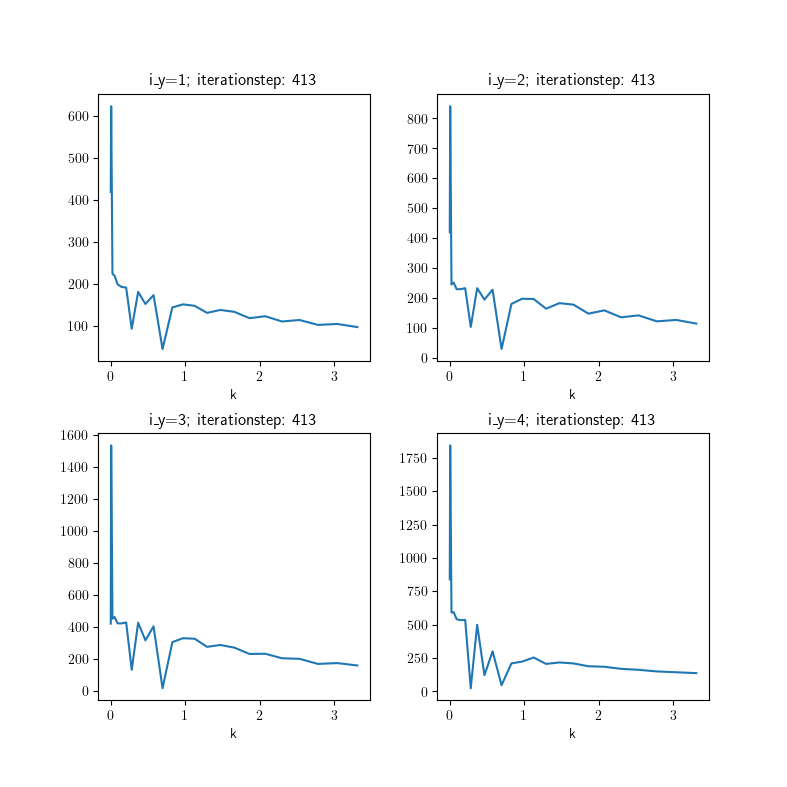 i_y=1; iterationstep: 413
600
500
400
300
200
100
0 1 2 3
k
i_y=2; iterationstep: 413
800
700
600
500
400
300
200
100
0
0 1 2 3
k
i_y=3; iterationstep: 413
1600
1400
1200
1000
800
600
400
200
0
0 1 2 3
k
i_y=4; iterationstep: 413
1750
1500
1250
1000
750
500
250
0
0 1 2 3
k